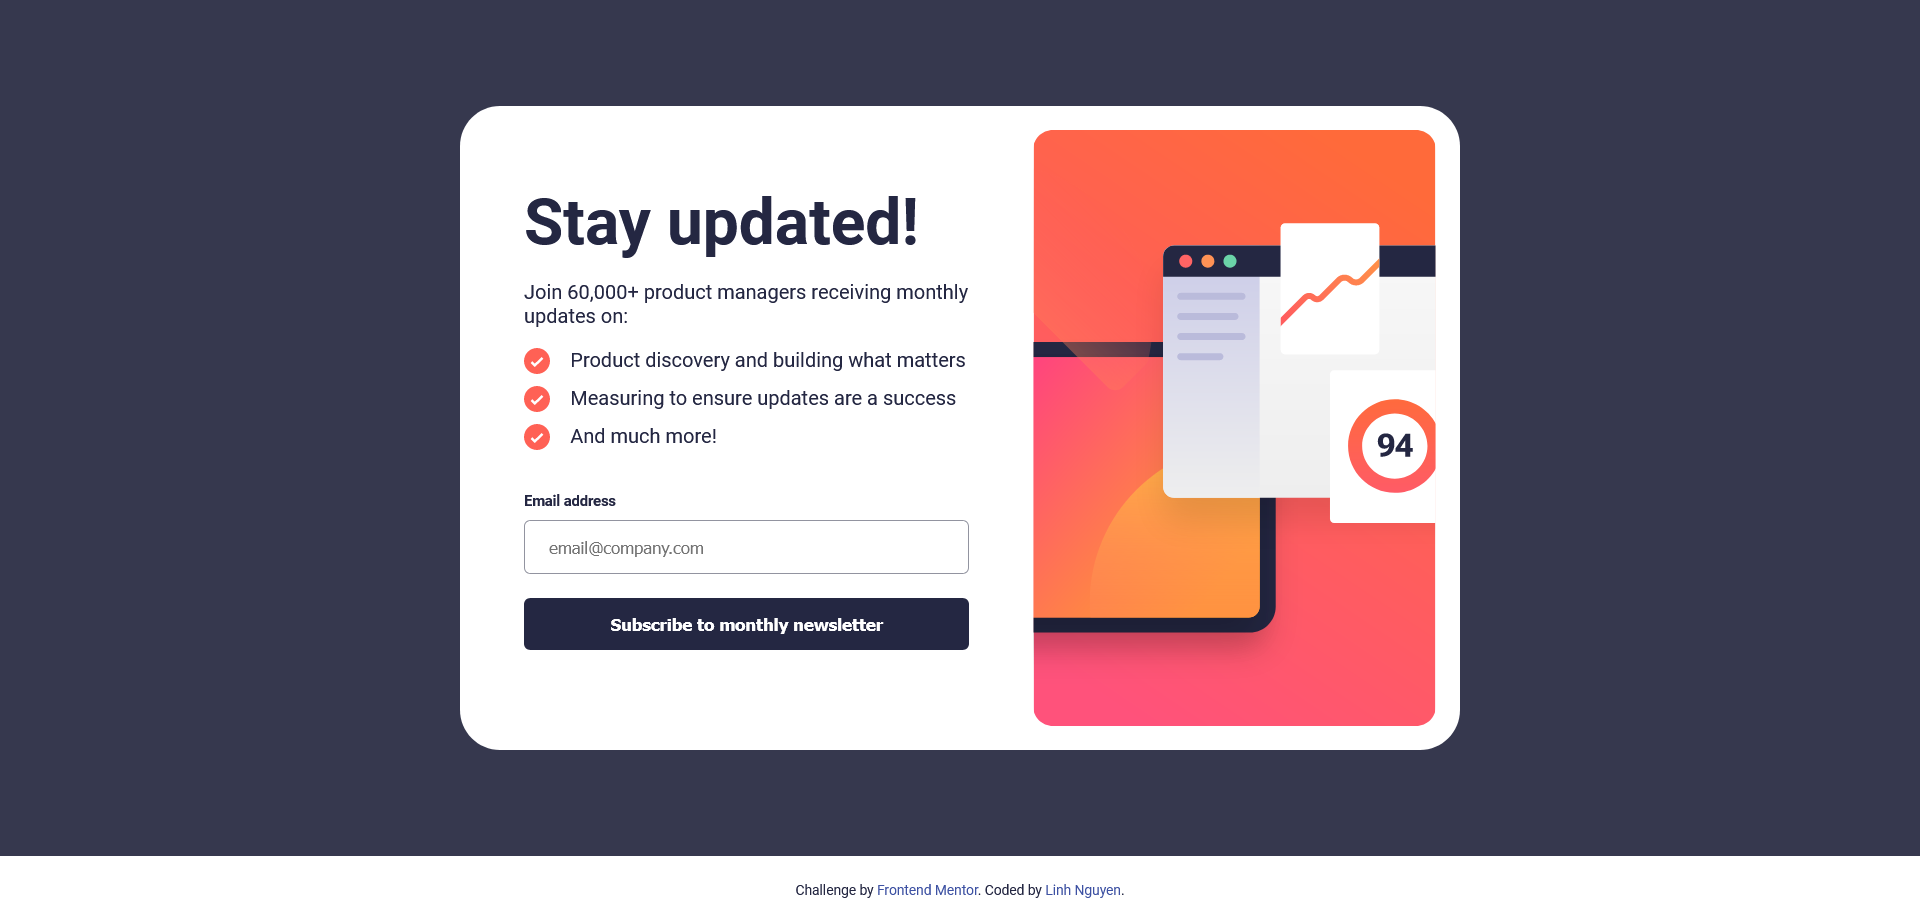 Stay updated!
Join 60,000+ product managers receiving monthly
updates on:
Product discovery and building what matters
Measuring to ensure updates are a success
And much more!
Email address
email@company.com
Subscribe to monthly newsletter
94
Challenge by Frontend Mentor. Coded by Linh Nguyen.